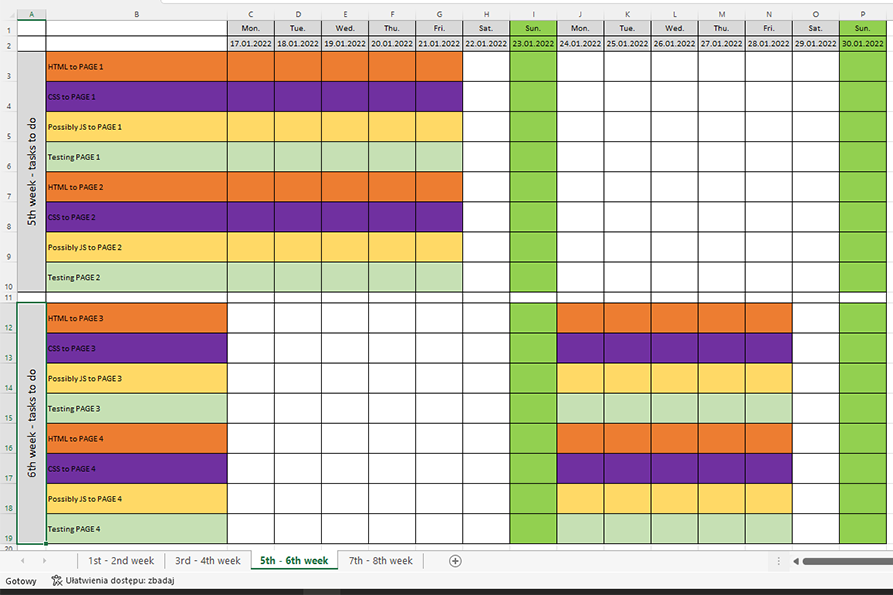 A B C D E F G H I J K L M N O P
1 Mon. Tue. Wed. Thu. Fri. Sat. Sun. Mon. Tue. Wed. Thu. Fri. Sat. Sun.
2 17.01.2022 18.01.2022 19.01.2022 20.01.2022 21.01.2022 22.01.2022 23.01.2022 24.01.2022 25.01.2022 26.01.2022 27.01.2022 28.01.2022 29.01.2022 30.01.2022
5th week - tasks to do
3 HTML to PAGE 1
4 CSS to PAGE 1
5 Possibly JS to PAGE 1
6 Testing PAGE 1
7 HTML to PAGE 2
8 CSS to PAGE 2
9 Possibly JS to PAGE 2
10 Testing PAGE 2
11
6th week - tasks to do
12 HTML to PAGE 3
13 CSS to PAGE 3
14 Possibly JS to PAGE 3
15 Testing PAGE 3
16 HTML to PAGE 4
17 CSS to PAGE 4
18 Possibly JS to PAGE 4
19 Testing PAGE 4
20
1st - 2nd week 3rd - 4th week 5th - 6th week 7th - 8th week
Gotowy Ułatwienia dostępu: zbadaj